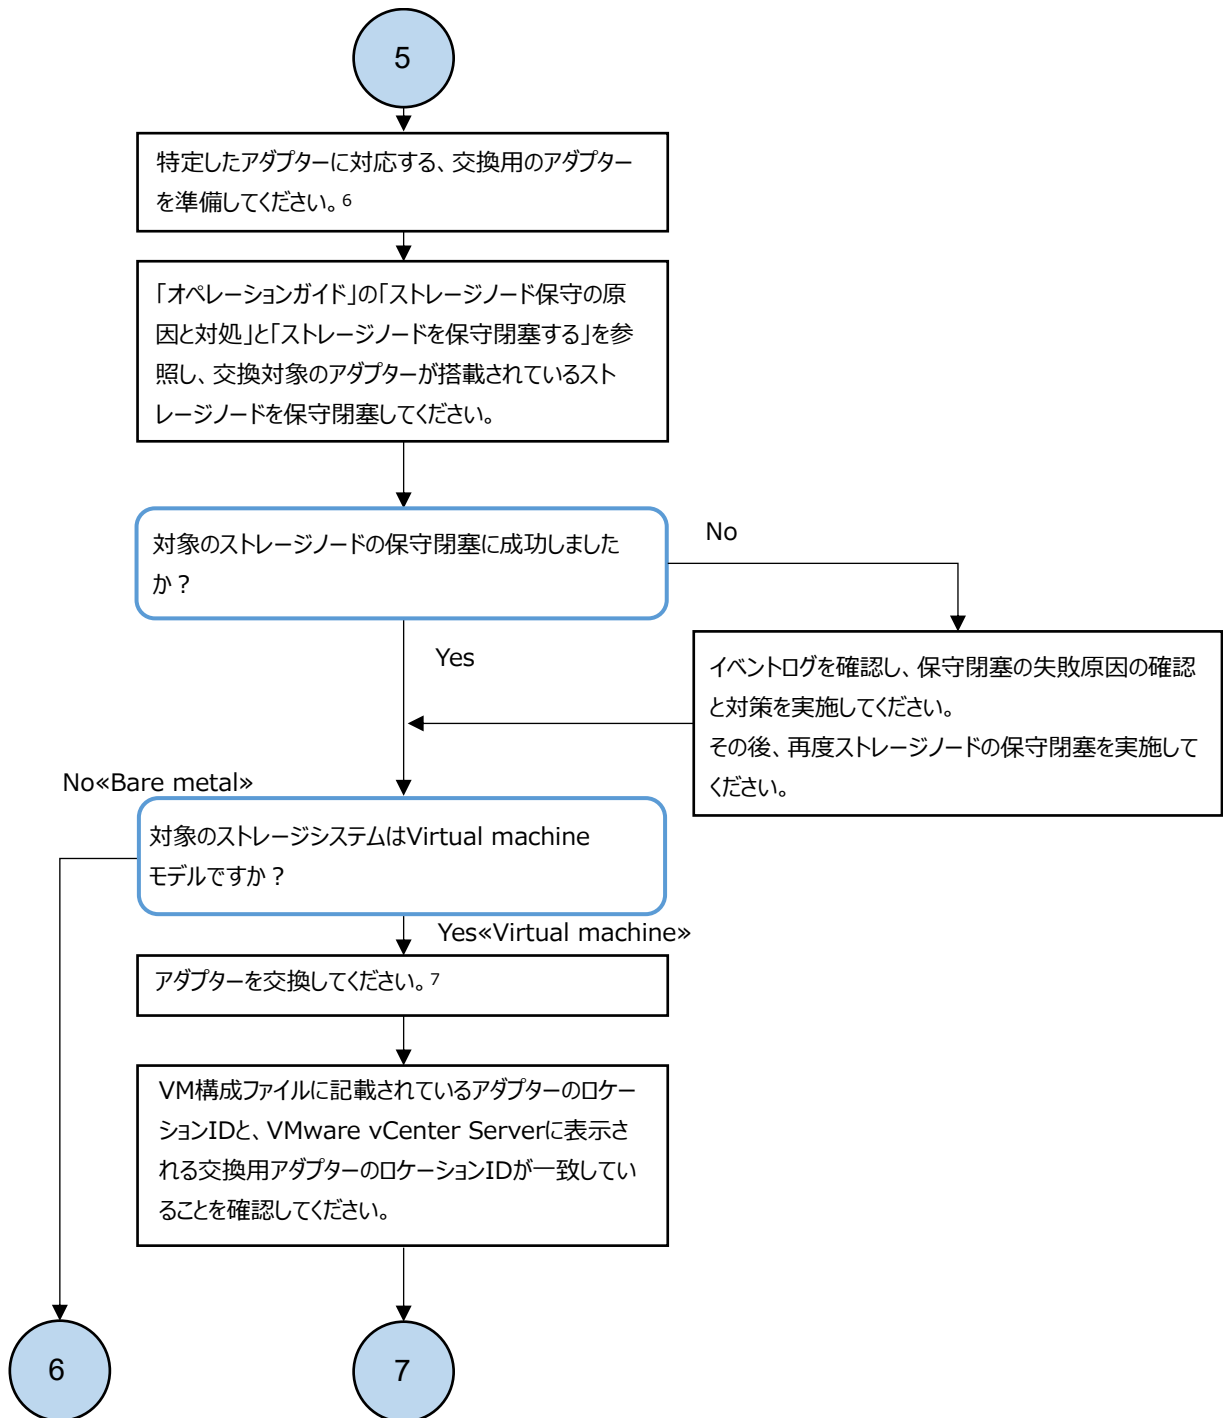 5
特定したアダプターに対応する、交換用のアダプター
を準備してください。6
「オペレーションガイド」の「ストレージノード保守の原
因と対処」と「ストレージノードを保守閉塞する」を参
照し、交換対象のアダプターが搭載されているスト
レージノードを保守閉塞してください。
対象のストレージノードの保守閉塞に成功しました
か？
No
Yes
イベントログを確認し、保守閉塞の失敗原因の確認
と対策を実施してください。
その後、再度ストレージノードの保守閉塞を実施して
ください。
No«Bare metal»
対象のストレージシステムはVirtual machine
モデルですか？
Yes«Virtual machine»
アダプターを交換してください。7
VM構成ファイルに記載されているアダプターのロケー
ションIDと、VMware vCenter Serverに表示さ
れる交換用アダプターのロケーションIDが一致してい
ることを確認してください。
6
7